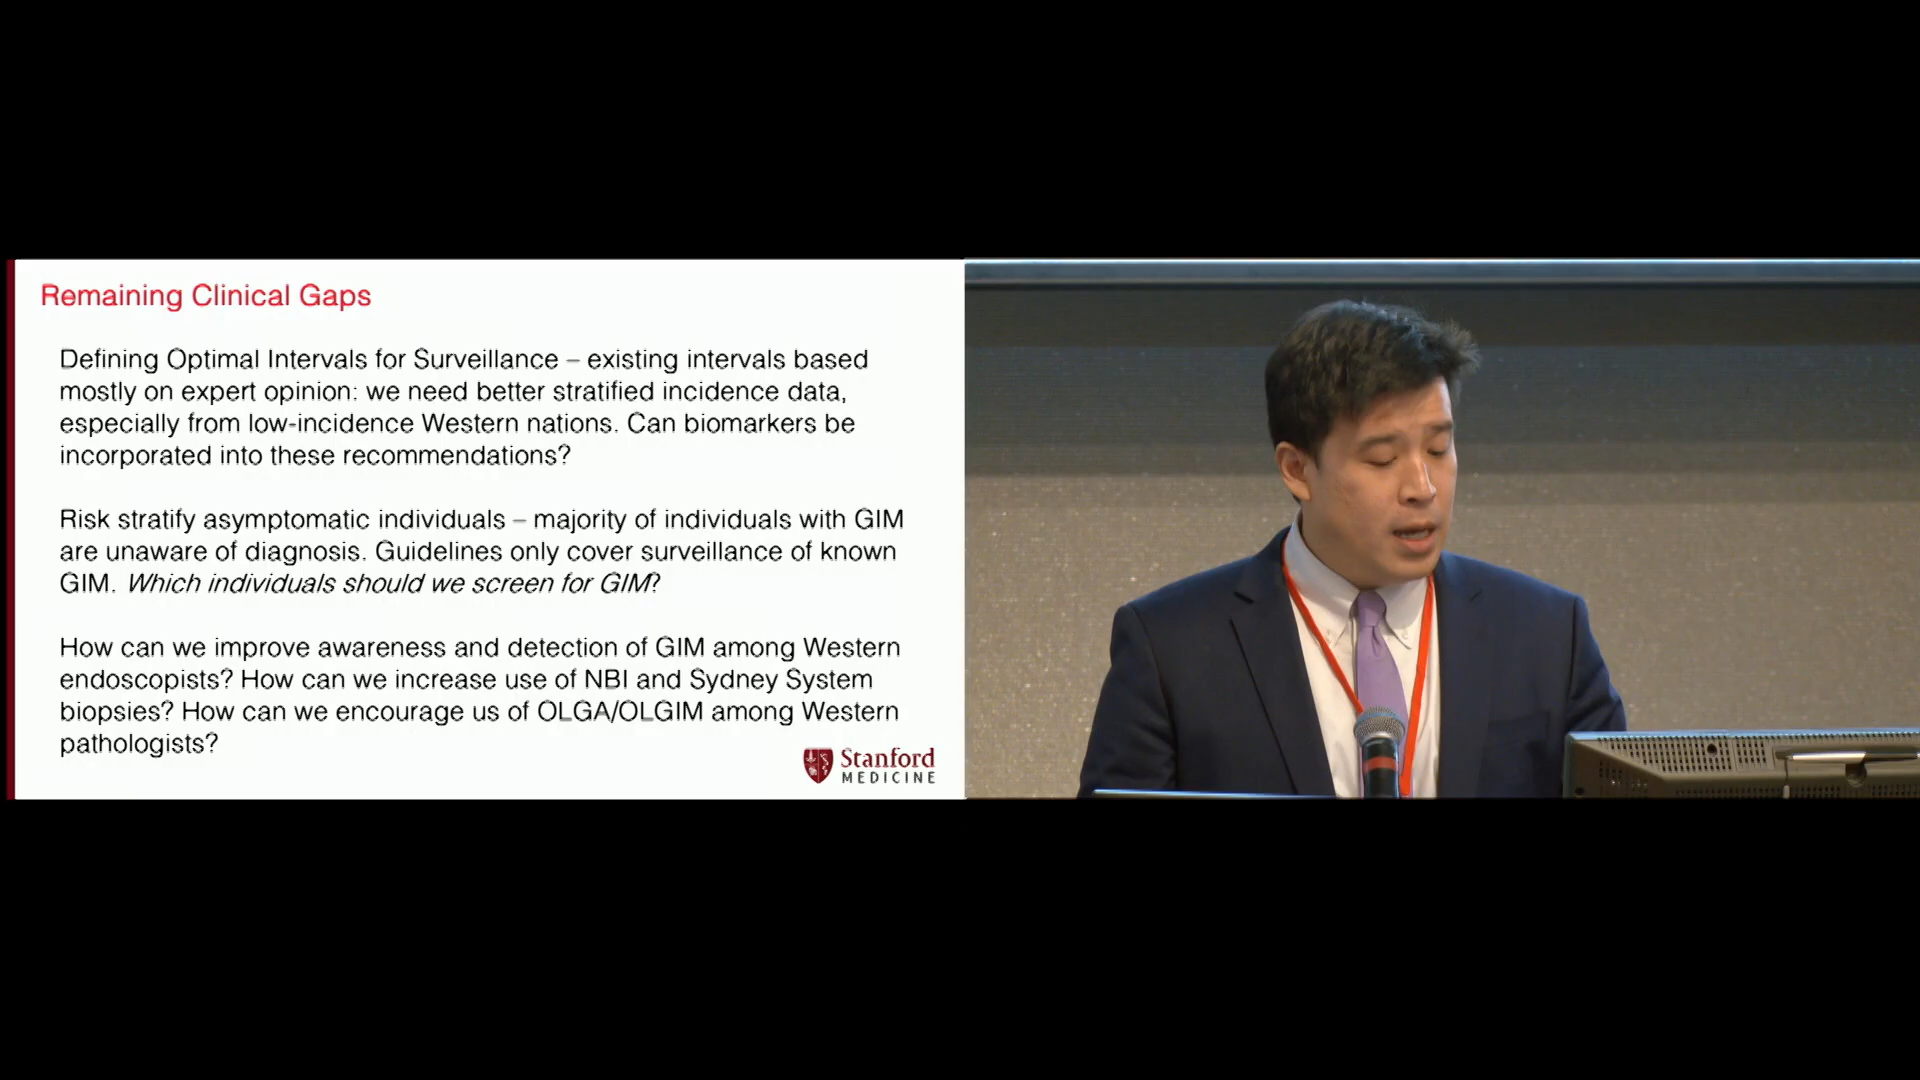 Remaining Clinical Gaps
Defining Optimal Intervals for Surveillance – existing intervals based
mostly on expert opinion: we need better stratified incidence data,
especially from low-incidence Western nations. Can biomarkers be
incorporated into these recommendations?
Risk stratify asymptomatic individuals – majority of individuals with GIM
are unaware of diagnosis. Guidelines only cover surveillance of known
GIM. Which individuals should we screen for GIM?
How can we improve awareness and detection of GIM among Western
endoscopists? How can we increase use of NBI and Sydney System
biopsies? How can we encourage us of OLGA/OLGIM among Western
pathologists?
Stanford
MEDICINE